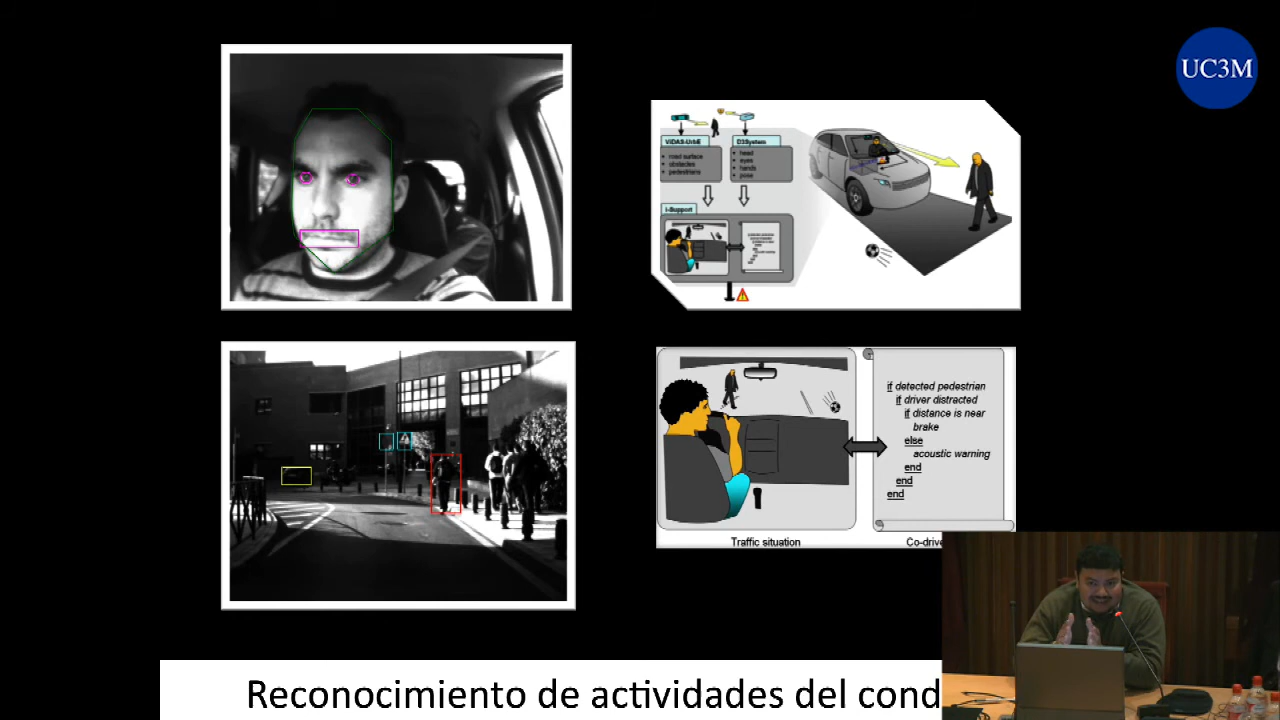 UC3M
ViDAS-UrbE
D3System
road surface
obstacles
pedestrians
head
eyes
hands
pose
i-Support
if detected pedestrian
if driver distracted
if distance is near
brake
else
acoustic warning
end
end
end
Traffic situation
Co-drive
Reconocimiento de actividades del cond